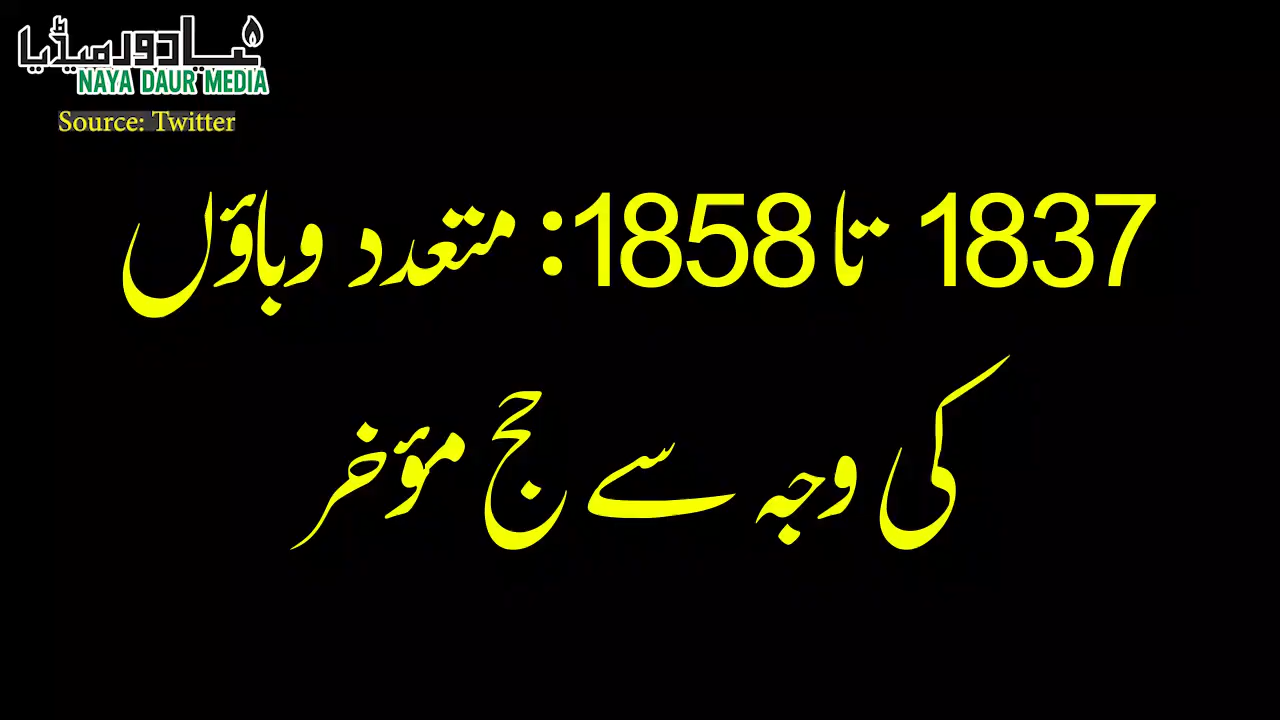 نیا دور میڈیا
NAYA DAUR MEDIA
Source: Twitter
1837 تا 1858: متعدد وباؤں
کی وجہ سے حج مؤخر